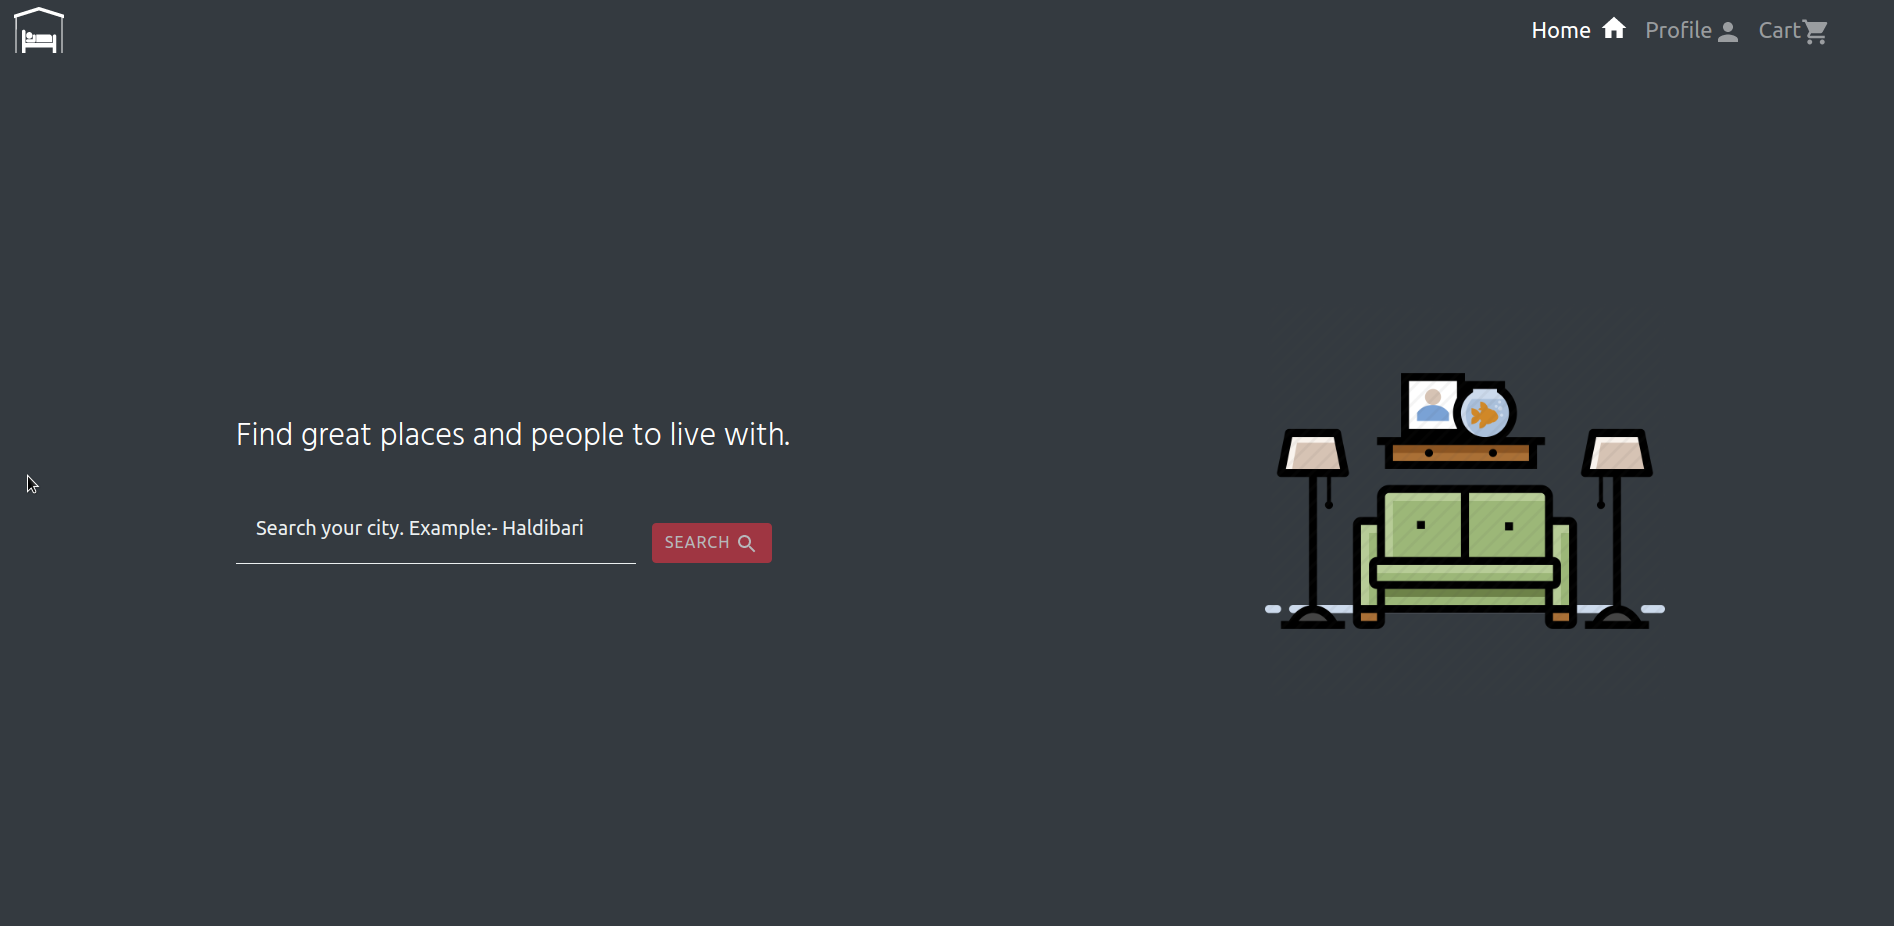 Home
Profile
Cart
Find great places and people to live with.
Search your city. Example:- Haldibari
SEARCH